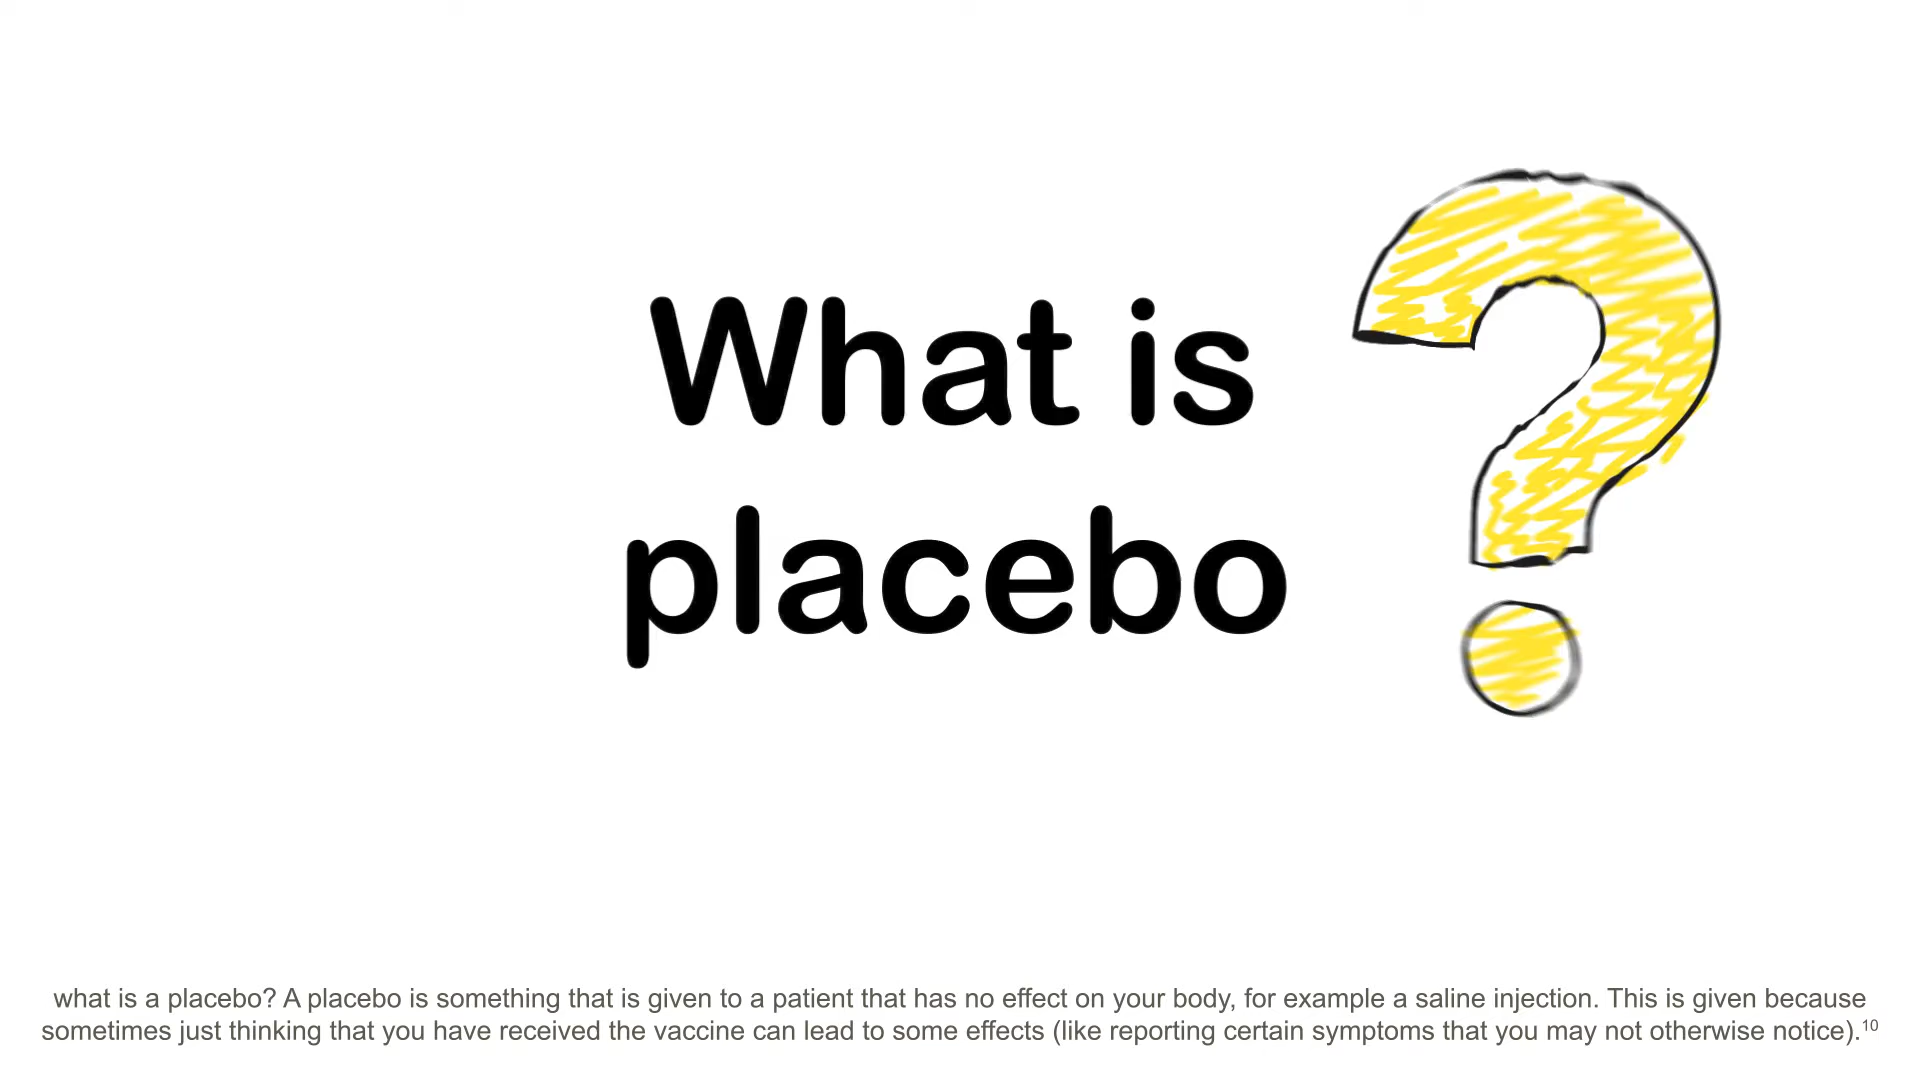 What is
placebo
?
what is a placebo? A placebo is something that is given to a patient that has no effect on your body, for example a saline injection. This is given because
sometimes just thinking that you have received the vaccine can lead to some effects (like reporting certain symptoms that you may not otherwise notice).10